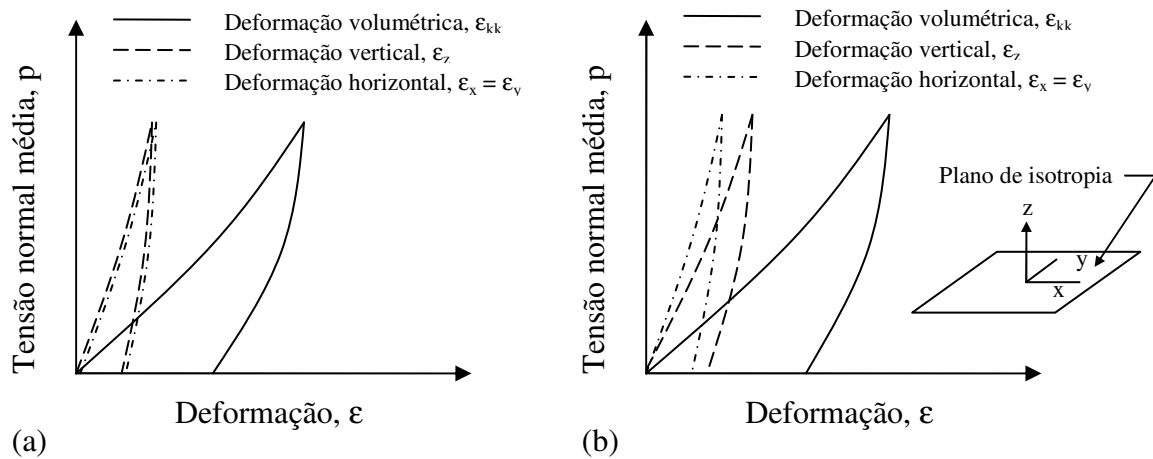 Deformação volumétrica, εkk
Deformação vertical, εz
Deformação horizontal, εx = εy
Tensão normal média, p
Deformação, ε
(a)
Deformação volumétrica, εkk
Deformação vertical, εz
Deformação horizontal, εx = εy
Tensão normal média, p
Plano de isotropia
z
y
x
Deformação, ε
(b)